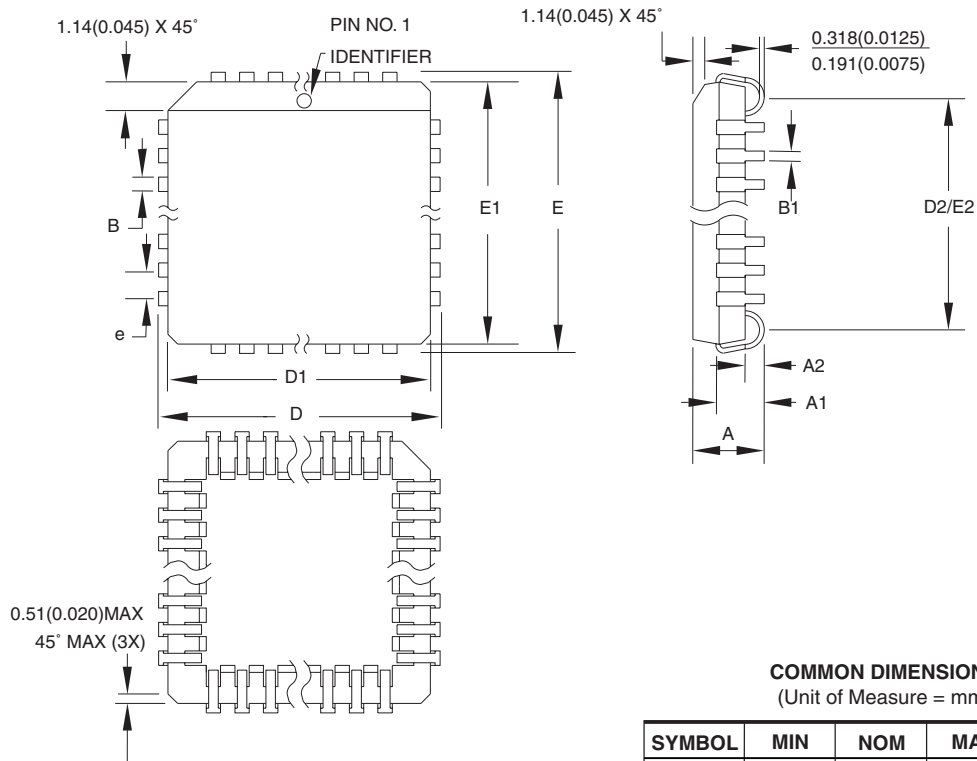 1.14(0.045) X 45˚
PIN NO. 1
IDENTIFIER
1.14(0.045) X 45˚
0.318(0.0125)
0.191(0.0075)
B
e
E1
E
B1
D2/E2
D1
D
A2
A1
A
0.51(0.020)MAX
45˚ MAX (3X)
COMMON DIMENSION
(Unit of Measure = mm
SYMBOL MIN NOM MA